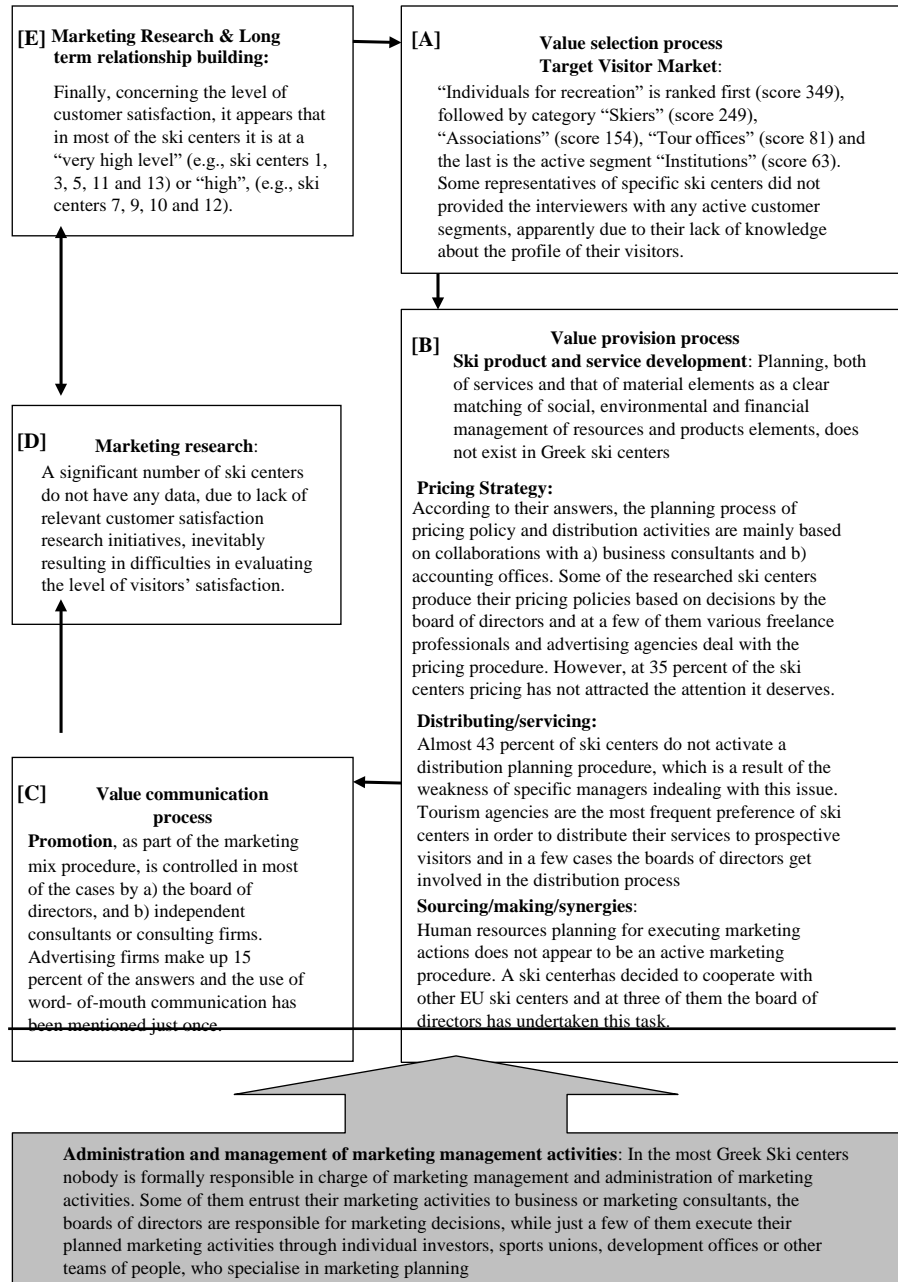 [E] Marketing Research & Long
term relationship building:
Finally, concerning the level of
customer satisfaction, it appears that
in most of the ski centers it is at a
“very high level” (e.g., ski centers 1,
3, 5, 11 and 13) or “high”, (e.g., ski
centers 7, 9, 10 and 12).
[A] Value selection process
Target Visitor Market:
“Individuals for recreation” is ranked first (score 349),
followed by category “Skiers” (score 249),
“Associations” (score 154), “Tour offices” (score 81) and
the last is the active segment “Institutions” (score 63).
Some representatives of specific ski centers did not
provided the interviewers with any active customer
segments, apparently due to their lack of knowledge
about the profile of their visitors.
[B] Value provision process
Ski product and service development: Planning, both
of services and that of material elements as a clear
matching of social, environmental and financial
management of resources and products elements, does
not exist in Greek ski centers
Pricing Strategy:
According to their answers, the planning process of
pricing policy and distribution activities are mainly based
on collaborations with a) business consultants and b)
accounting offices. Some of the researched ski centers
produce their pricing policies based on decisions by the
board of directors and at a few of them various freelance
professionals and advertising agencies deal with the
pricing procedure. However, at 35 percent of the ski
centers pricing has not attracted the attention it deserves.
Distributing/servicing:
Almost 43 percent of ski centers do not activate a
distribution planning procedure, which is a result of the
weakness of specific managers indealing with this issue.
Tourism agencies are the most frequent preference of ski
centers in order to distribute their services to prospective
visitors and in a few cases the boards of directors get
involved in the distribution process
Sourcing/making/synergies:
Human resources planning for executing marketing
actions does not appear to be an active marketing
procedure. A ski centerhas decided to cooperate with
other EU ski centers and at three of them the board of
directors has undertaken this task.
[D] Marketing research:
A significant number of ski centers
do not have any data, due to lack of
relevant customer satisfaction
research initiatives, inevitably
resulting in difficulties in evaluating
the level of visitors’ satisfaction.
[C] Value communication
process
Promotion, as part of the marketing
mix procedure, is controlled in most
of the cases by a) the board of
directors, and b) independent
consultants or consulting firms.
Advertising firms make up 15
percent of the answers and the use of
word- of-mouth communication has
been mentioned just once.
Administration and management of marketing management activities: In the most Greek Ski centers
nobody is formally responsible in charge of marketing management and administration of marketing
activities. Some of them entrust their marketing activities to business or marketing consultants, the
boards of directors are responsible for marketing decisions, while just a few of them execute their
planned marketing activities through individual investors, sports unions, development offices or other
teams of people, who specialise in marketing planning